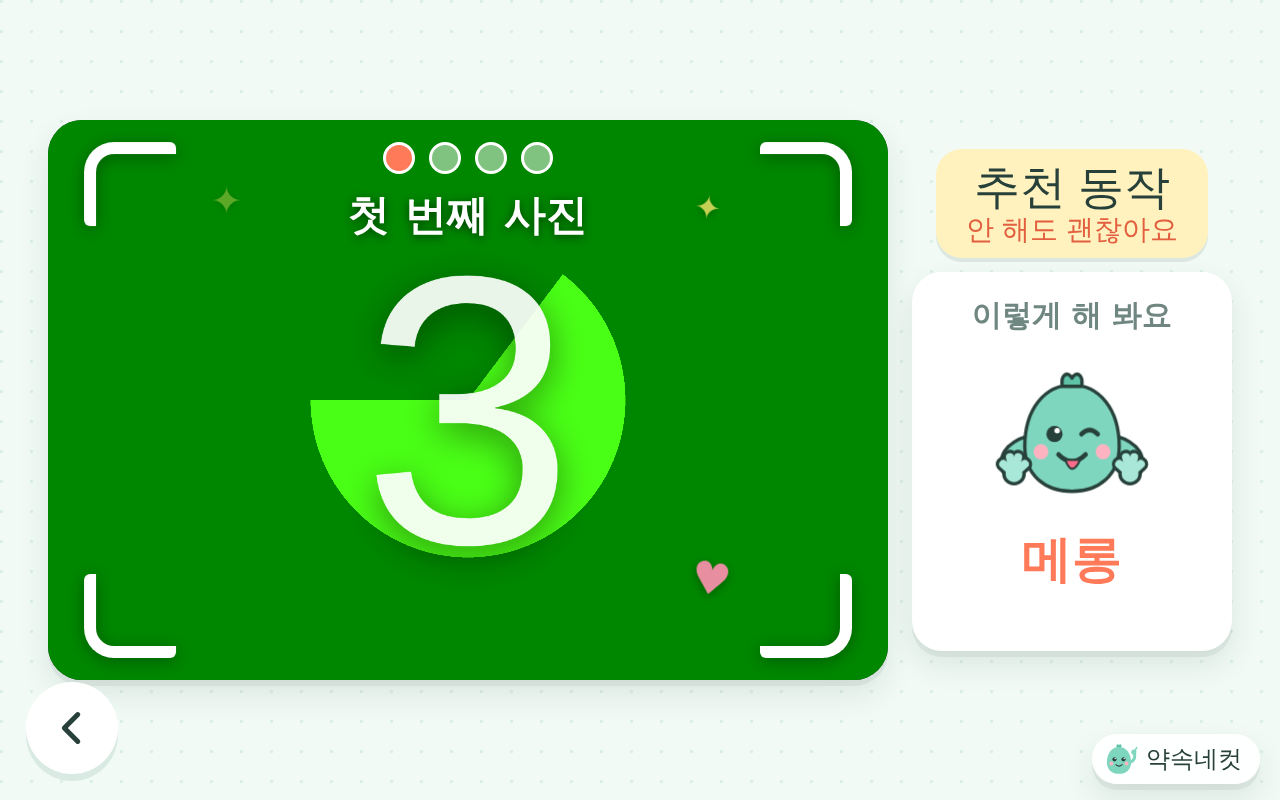 첫 번째 사진
3
추천 동작
안 해도 괜찮아요
이렇게 해 봐요
메롱
약속네컷